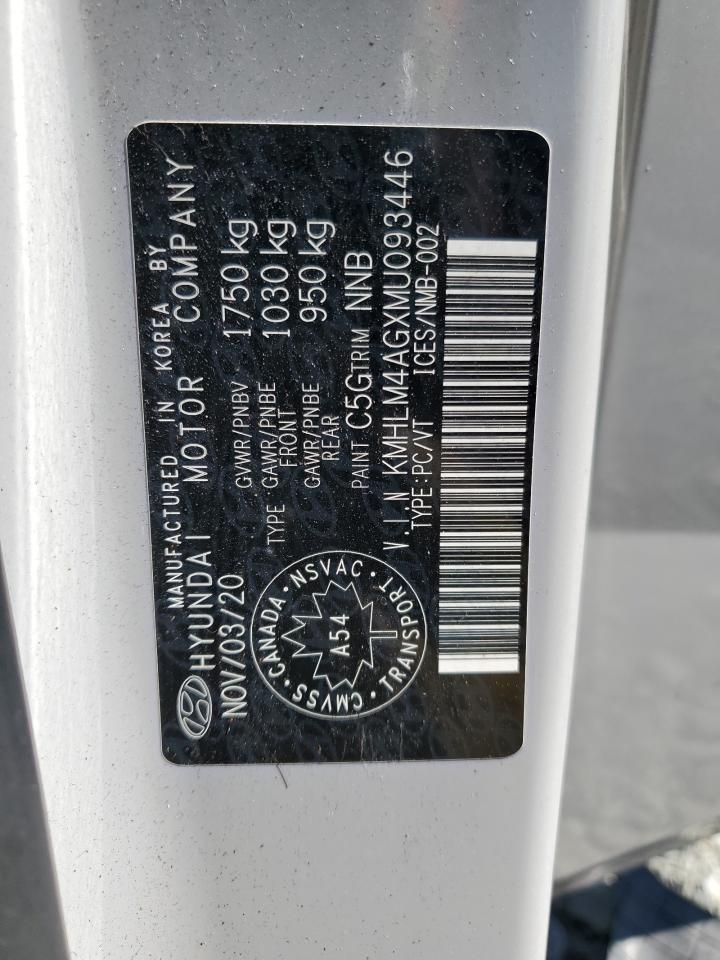 MANUFACTURED IN KOREA BY
HYUNDAI MOTOR COMPANY
NOV/03/20
GVWR/PNBV 1750 kg
TYPE GAWR/PNBE FRONT 1030 kg
GAWR/PNBE REAR 950 kg
PAINT C5G TRIM NNB
CMVSS · CANADA · NSVAC · TRANSPORT ·
A54
V.I.N KMHLM4AGXMU093446
TYPE:PC/VT ICES/NMB-002